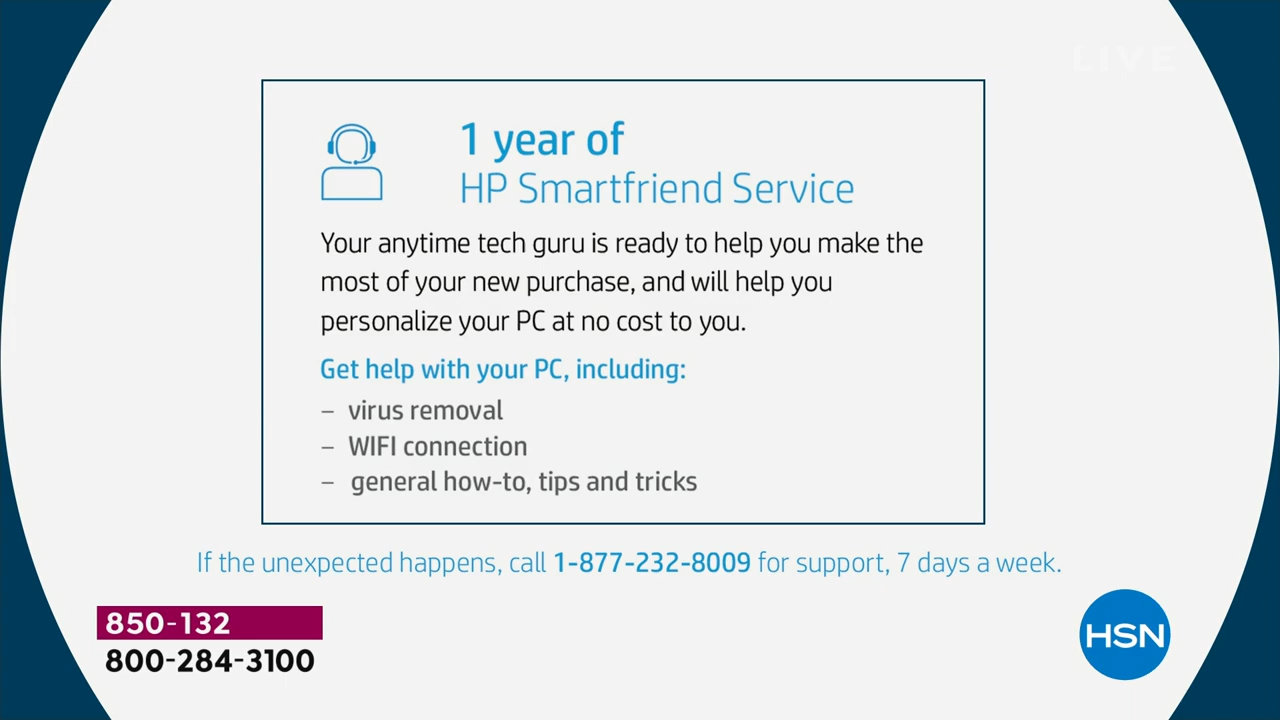 LIVE
1 year of
HP Smartfriend Service
Your anytime tech guru is ready to help you make the
most of your new purchase, and will help you
personalize your PC at no cost to you.
Get help with your PC, including:
– virus removal
– WIFI connection
– general how-to, tips and tricks
If the unexpected happens, call 1-877-232-8009 for support, 7 days a week.
850-132
800-284-3100
HSN